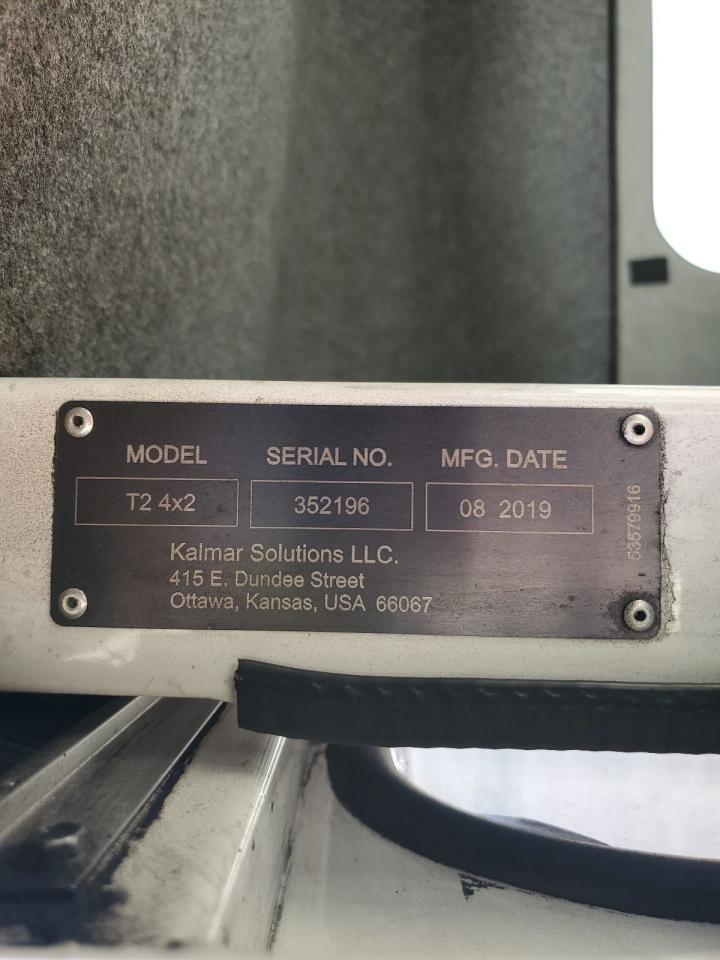 MODEL SERIAL NO. MFG. DATE
T2 4x2 352196 08 2019
Kalmar Solutions LLC.
415 E. Dundee Street
Ottawa, Kansas, USA 66067
53579916